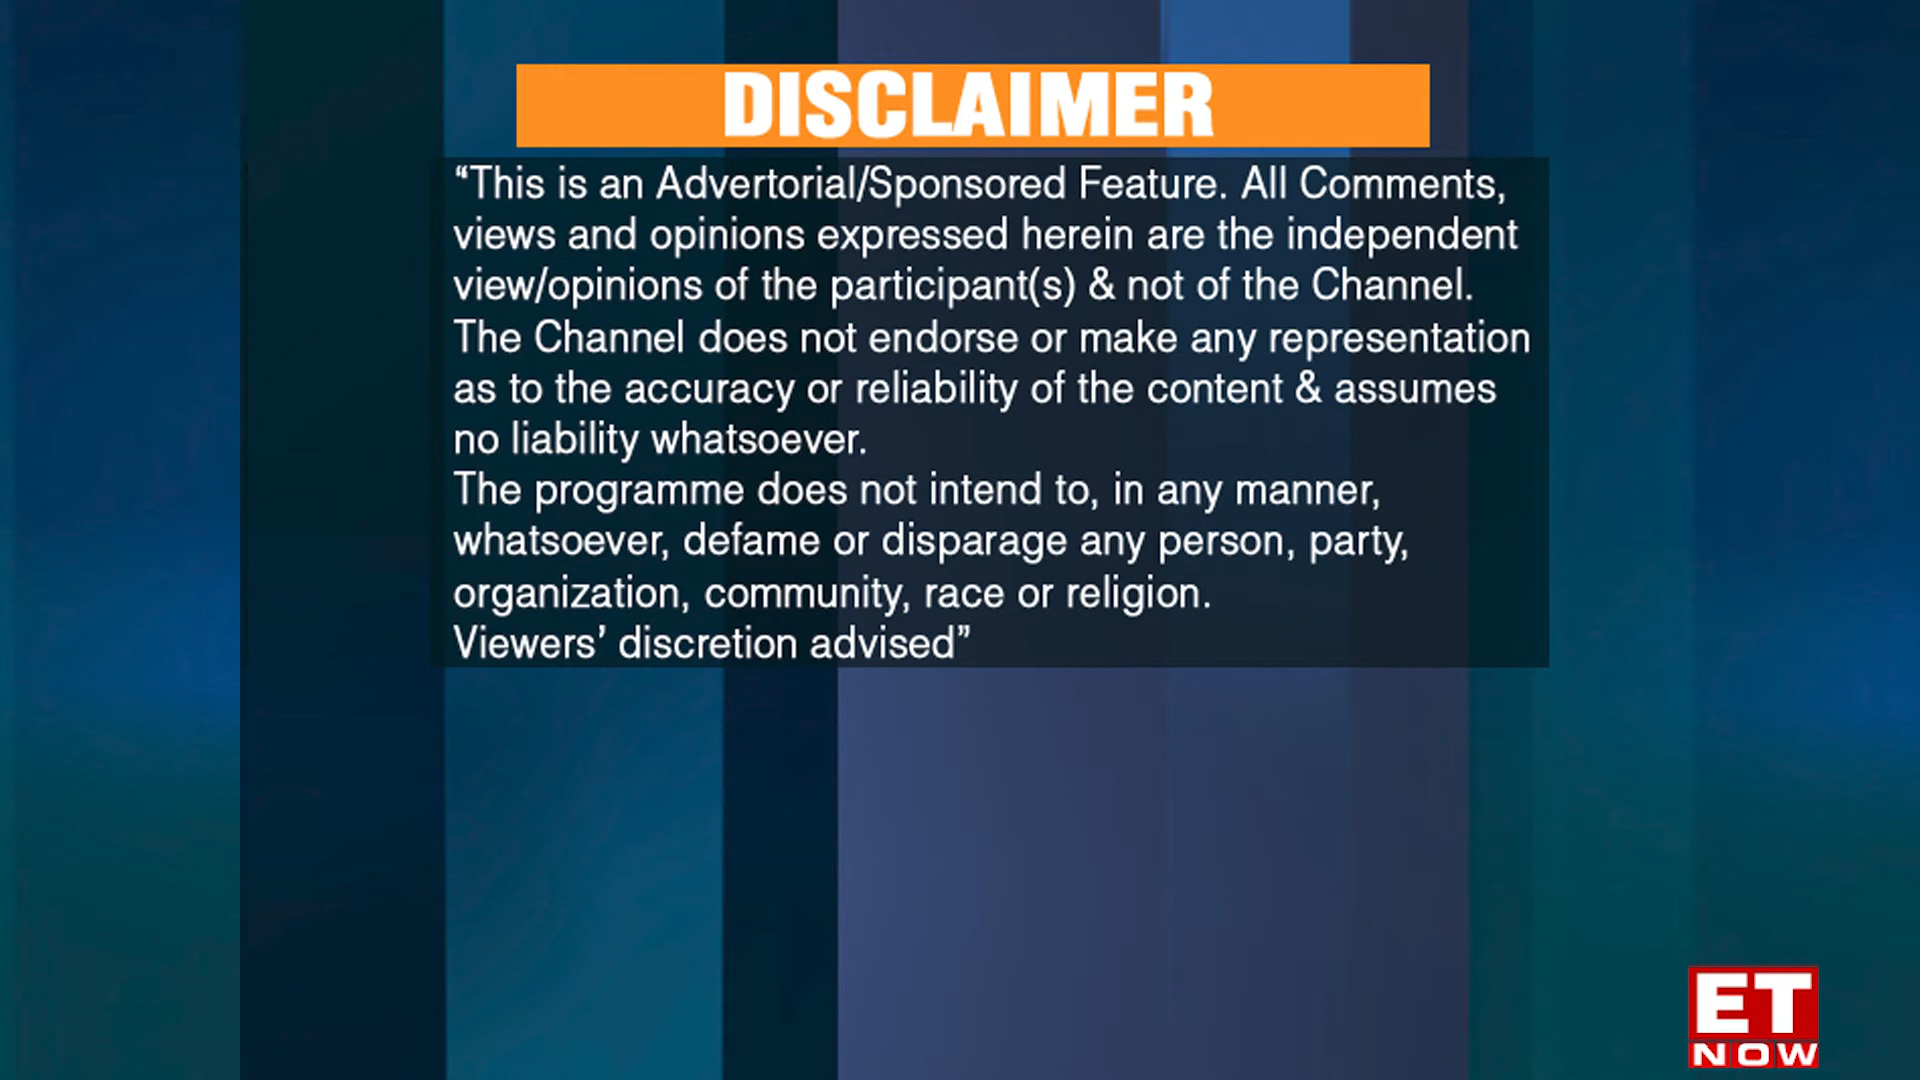 DISCLAIMER
“This is an Advertorial/Sponsored Feature. All Comments,
views and opinions expressed herein are the independent
view/opinions of the participant(s) & not of the Channel.
The Channel does not endorse or make any representation
as to the accuracy or reliability of the content & assumes
no liability whatsoever.
The programme does not intend to, in any manner,
whatsoever, defame or disparage any person, party,
organization, community, race or religion.
Viewers’ discretion advised”
ET
NOW